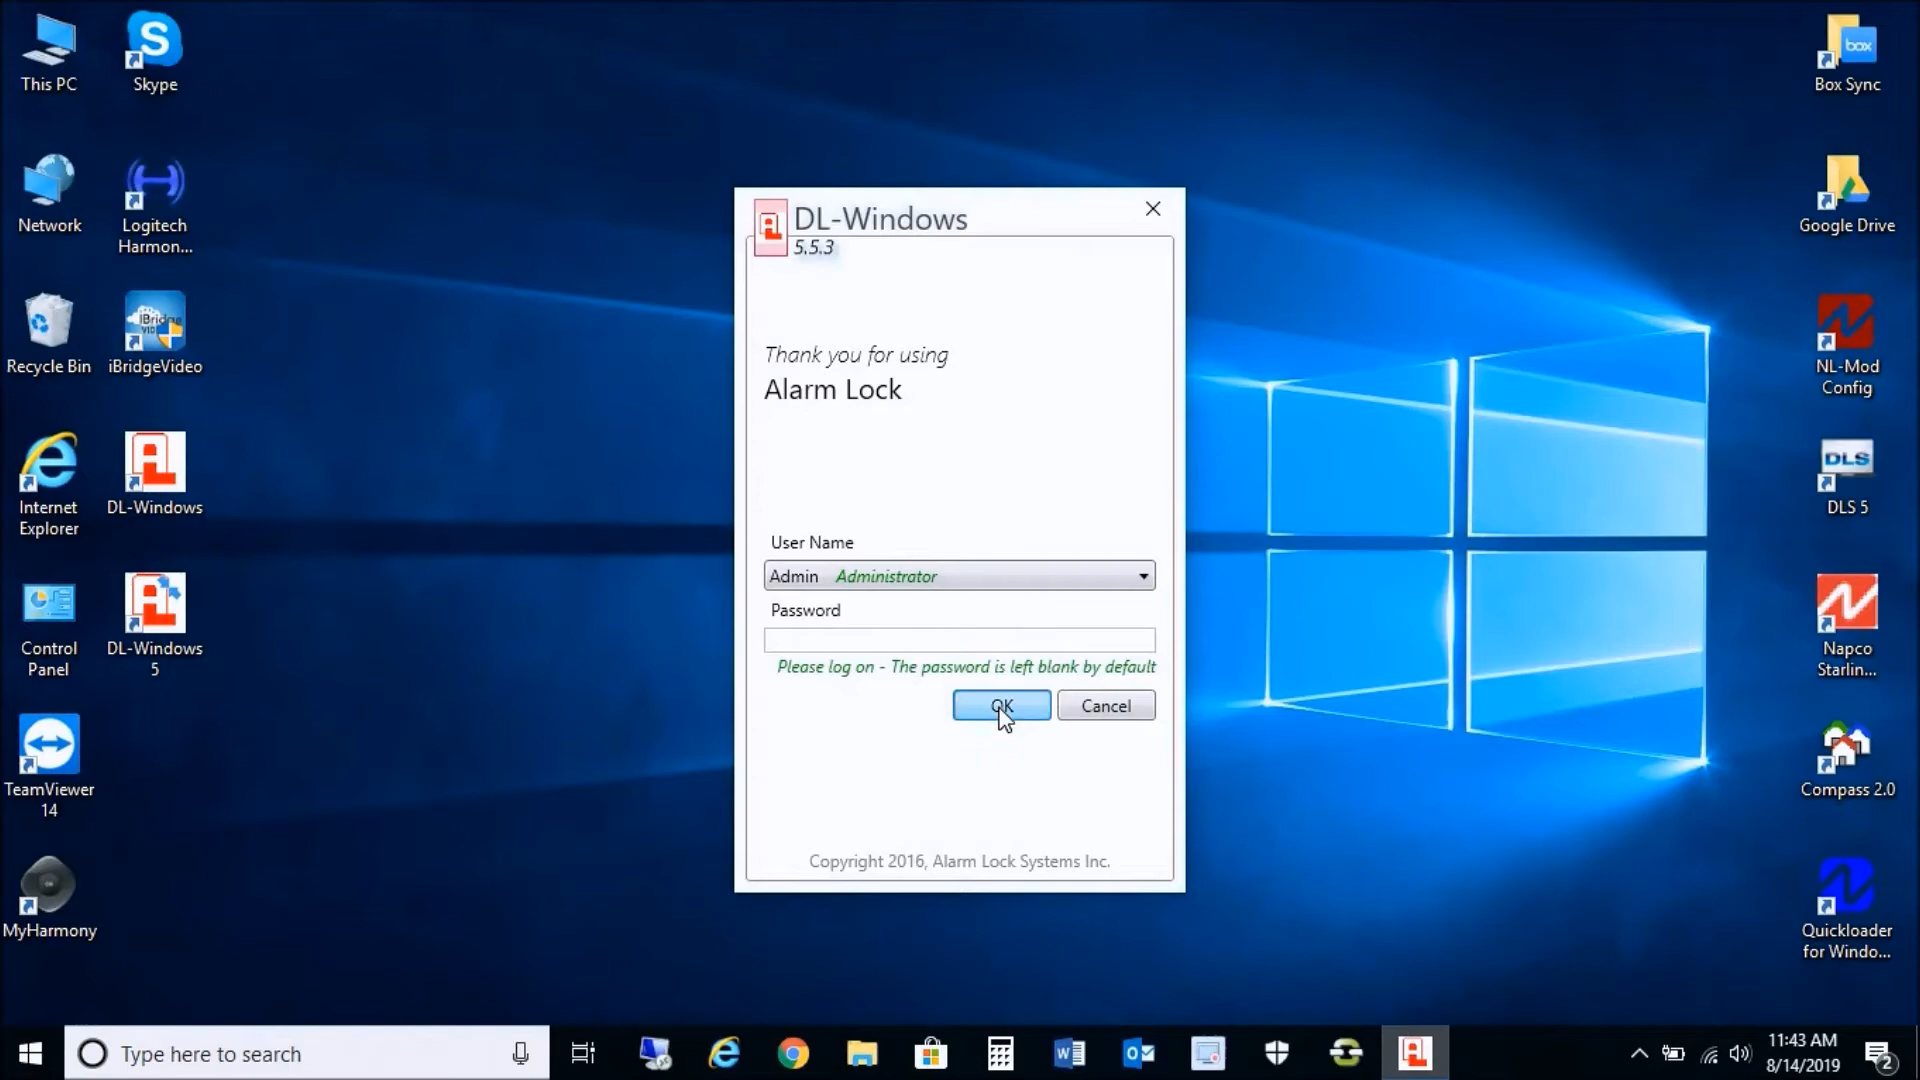 This PC
Skype
Network
Logitech
Harmon...
Recycle Bin
iBridgeVideo
Internet
Explorer
DL-Windows
Control
Panel
DL-Windows
5
TeamViewer
14
MyHarmony
DL-Windows
5.5.3
Thank you for using
Alarm Lock
User Name
Admin Administrator
Password
Please log on - The password is left blank by default
OK
Cancel
Copyright 2016, Alarm Lock Systems Inc.
box
Box Sync
Google Drive
NL-Mod
Config
DLS
DLS 5
Napco
Starlin...
Compass 2.0
Quickloader
for Windo...
Type here to search
11:43 AM
8/14/2019
2